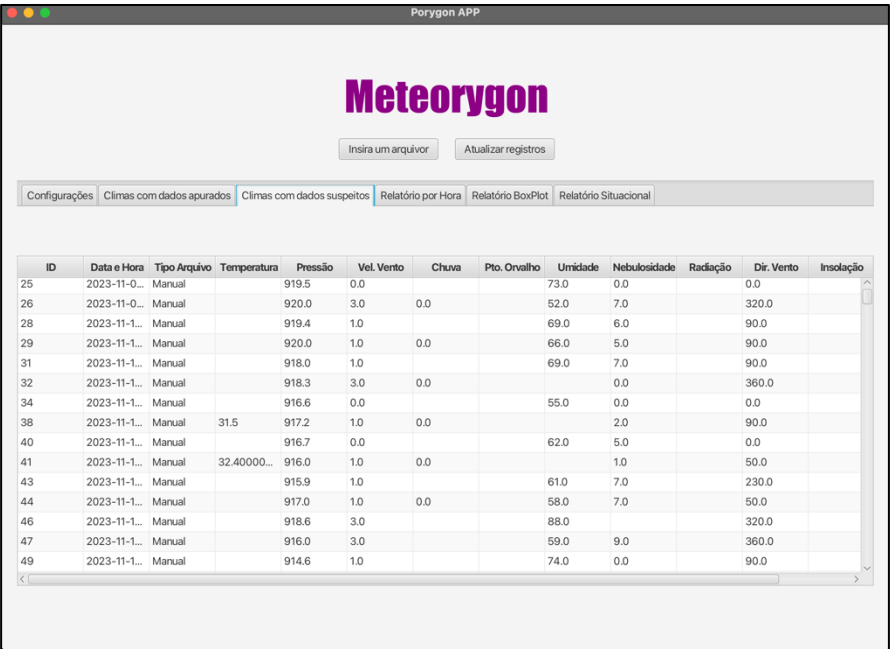 Porygon APP
Meteorygon
Insira um arquivor Atualizar registros
Configurações Climas com dados apurados Climas com dados suspeitos Relatório por Hora Relatório BoxPlot Relatório Situacional
ID Data e Hora Tipo Arquivo Temperatura Pressão Vel. Vento Chuva Pto. Orvalho Umidade Nebulosidade Radiação Dir. Vento Insolação
25 2023-11-0... Manual 919.5 0.0 73.0 0.0 0.0
26 2023-11-0... Manual 920.0 3.0 0.0 52.0 7.0 320.0
28 2023-11-1... Manual 919.4 1.0 69.0 6.0 90.0
29 2023-11-1... Manual 920.0 1.0 0.0 66.0 5.0 90.0
31 2023-11-1... Manual 918.0 1.0 69.0 7.0 90.0
32 2023-11-1... Manual 918.3 3.0 0.0 0.0 360.0
34 2023-11-1... Manual 916.6 0.0 55.0 0.0 0.0
38 2023-11-1... Manual 31.5 917.2 1.0 0.0 2.0 90.0
40 2023-11-1... Manual 916.7 0.0 62.0 5.0 0.0
41 2023-11-1... Manual 32.40000... 916.0 1.0 0.0 1.0 50.0
43 2023-11-1... Manual 915.9 1.0 61.0 7.0 230.0
44 2023-11-1... Manual 917.0 1.0 0.0 58.0 7.0 50.0
46 2023-11-1... Manual 918.6 3.0 88.0 320.0
47 2023-11-1... Manual 916.0 3.0 59.0 9.0 360.0
49 2023-11-1... Manual 914.6 1.0 74.0 0.0 90.0